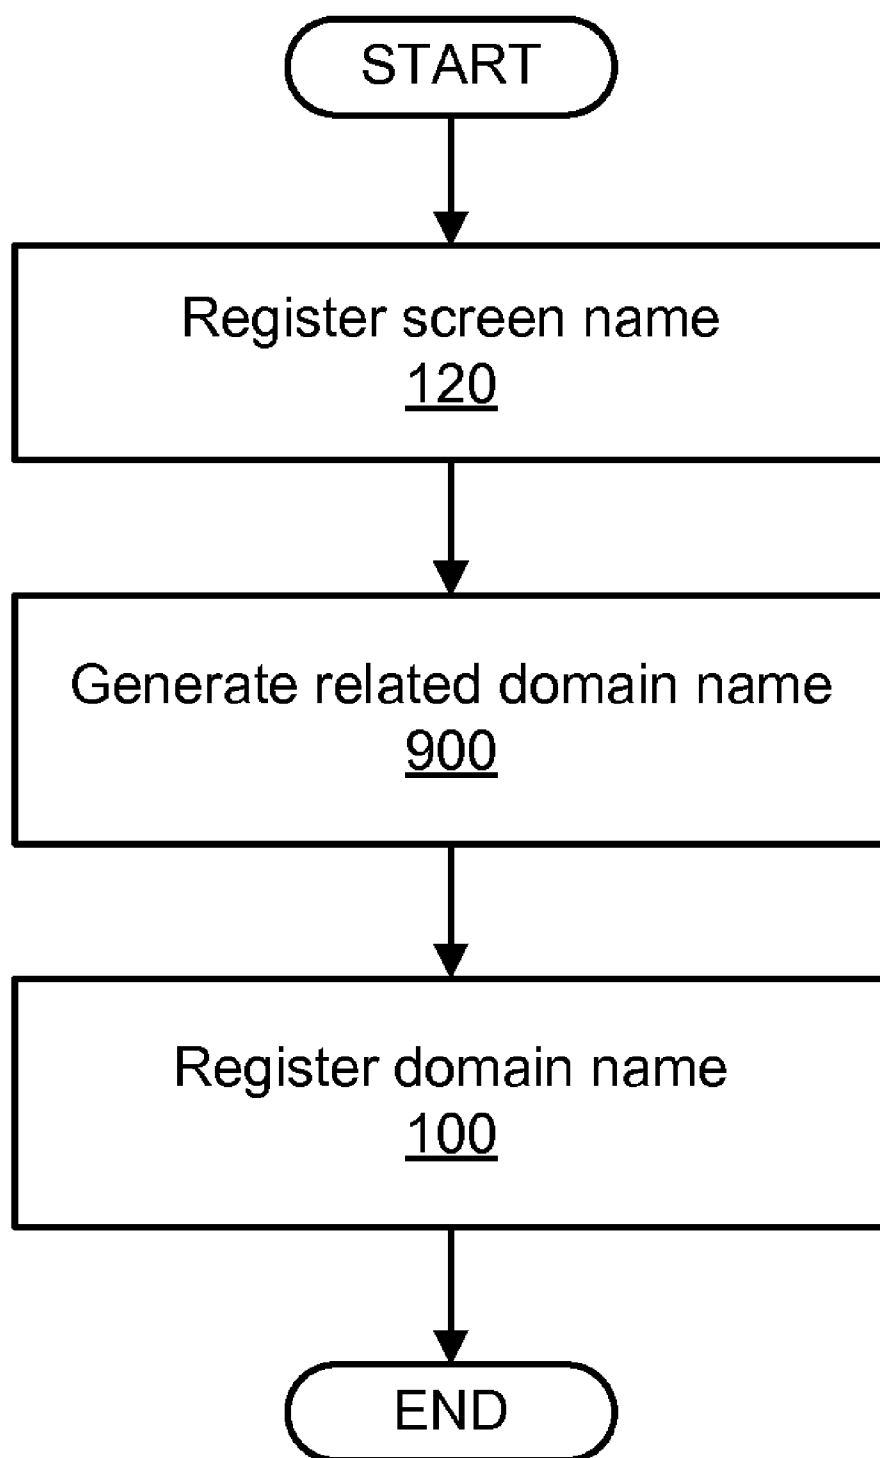 START
Register screen name
120
Generate related domain name
900
Register domain name
100
END